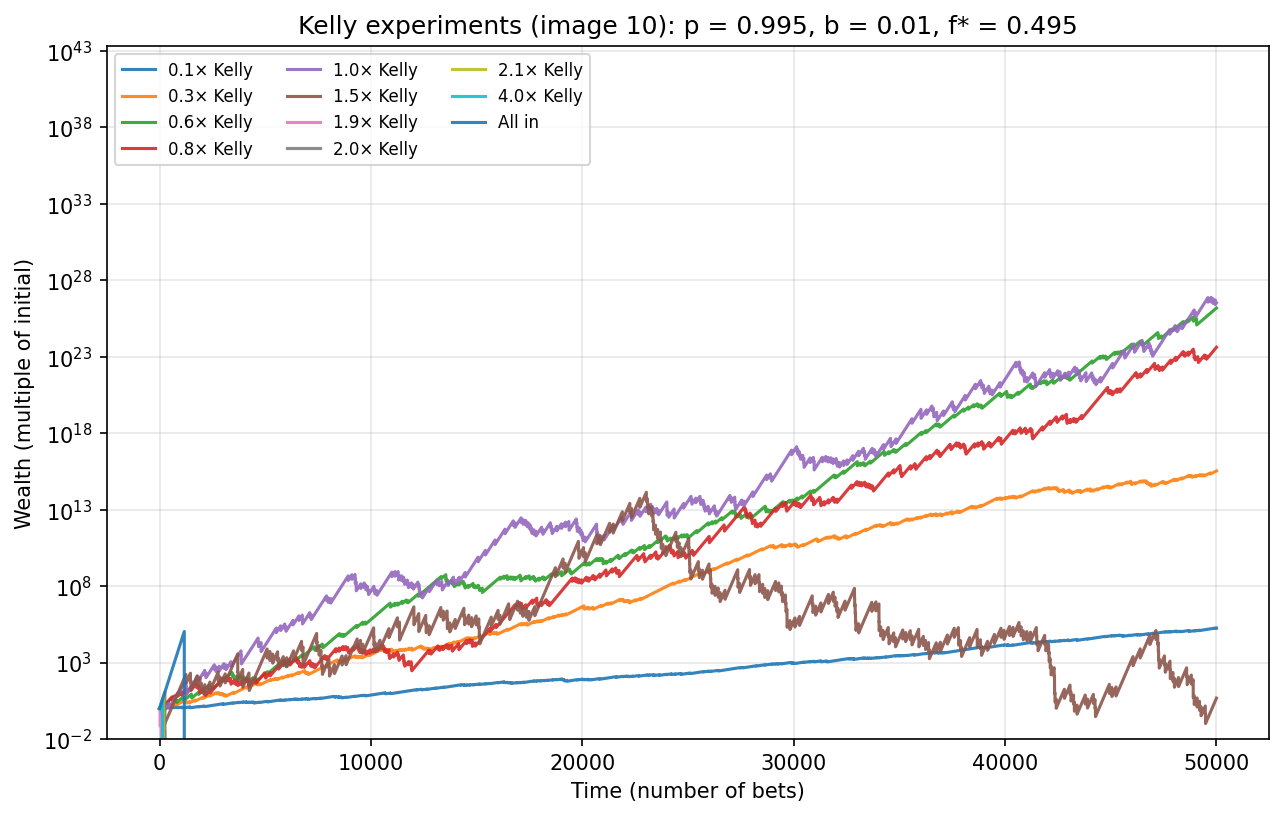 Kelly experiments (image 10): p = 0.995, b = 0.01, f* = 0.495
Wealth (multiple of initial)
10^43
10^38
10^33
10^28
10^23
10^18
10^13
10^8
10^3
10^−2
0.1× Kelly
0.3× Kelly
0.6× Kelly
0.8× Kelly
1.0× Kelly
1.5× Kelly
1.9× Kelly
2.0× Kelly
2.1× Kelly
4.0× Kelly
All in
0 10000 20000 30000 40000 50000
Time (number of bets)